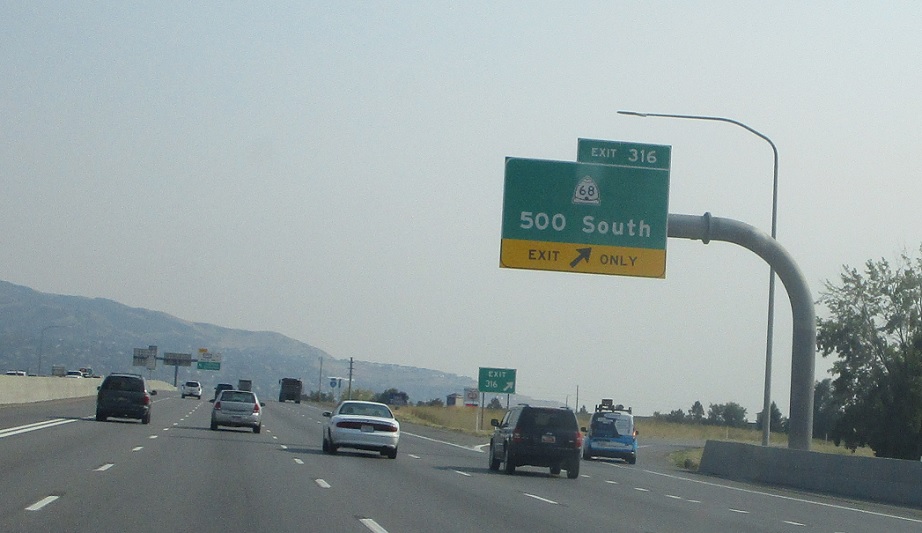 EXIT 316
68
500 South
EXIT ONLY
EXIT
316